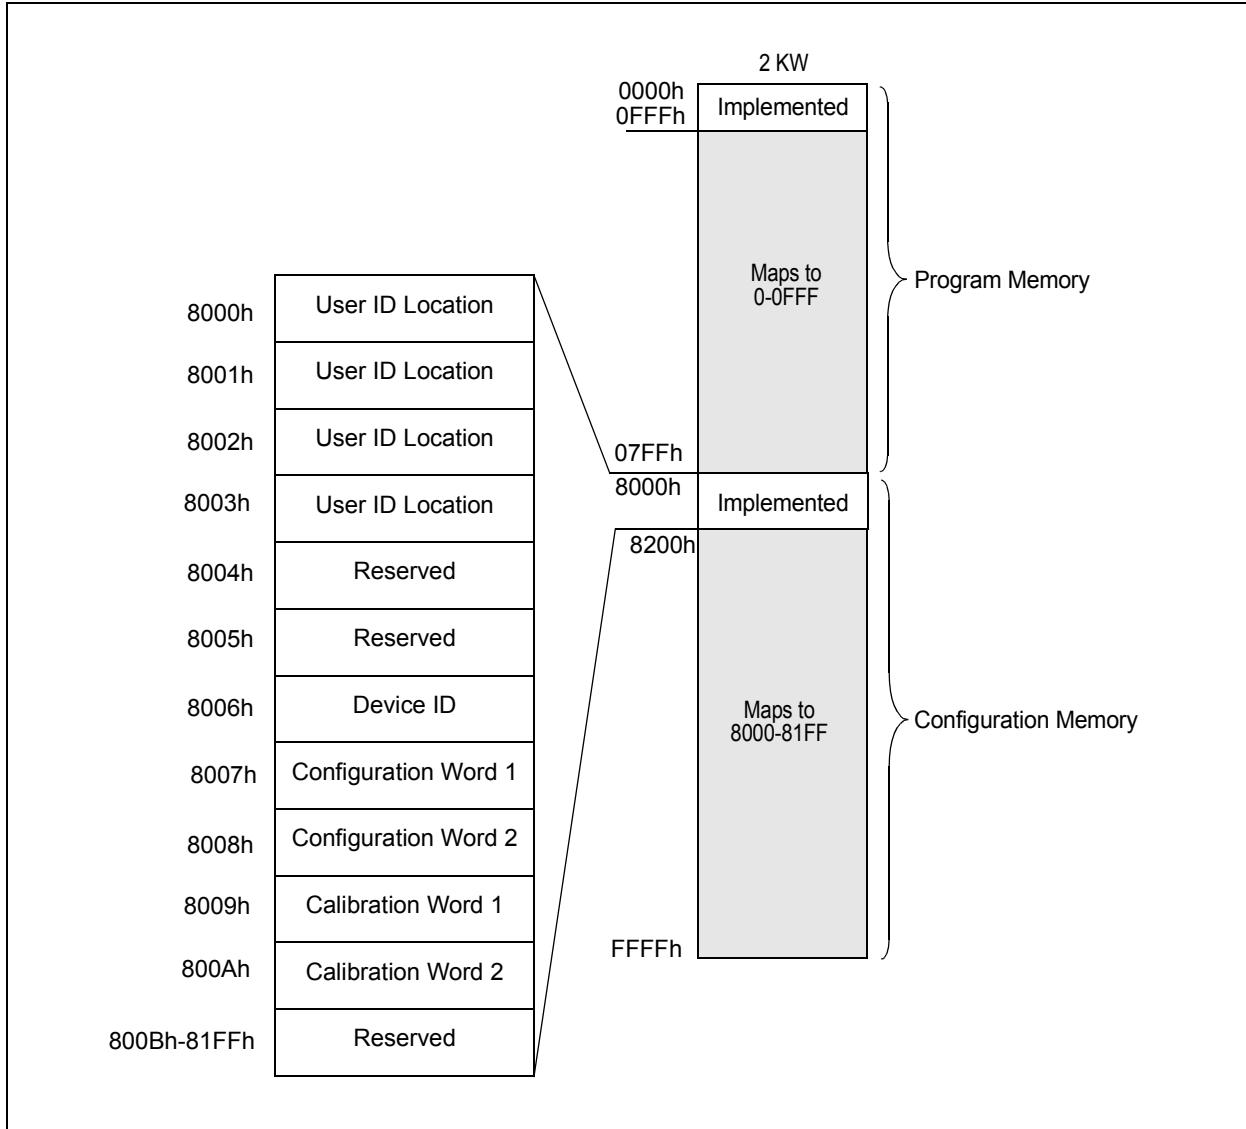 2 KW
0000h
0FFFh
Implemented
Maps to
0-0FFF
Program Memory
07FFh
8000h
Implemented
8200h
Maps to
8000-81FF
Configuration Memory
FFFFh
8000h User ID Location
8001h User ID Location
8002h User ID Location
8003h User ID Location
8004h Reserved
8005h Reserved
8006h Device ID
8007h Configuration Word 1
8008h Configuration Word 2
8009h Calibration Word 1
800Ah Calibration Word 2
800Bh-81FFh Reserved